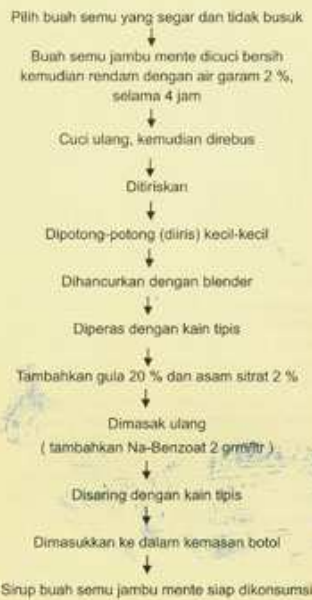 Pilih buah semu yang segar dan tidak busuk
Buah semu jambu mente dicuci bersih
kemudian rendam dengan air garam 2 %,
selama 4 jam
Cuci ulang, kemudian direbus
Ditiriskan
Dipotong-potong (diiris) kecil-kecil
Dihancurkan dengan blender
Diperas dengan kain tipis
Tambahkan gula 20 % dan asam sitrat 2 %
Dimasak ulang
( tambahkan Na-Benzoat 2 grm/ltr )
Disaring dengan kain tipis
Dimasukkan ke dalam kemasan botol
Sirup buah semu jambu mente siap dikonsumsi